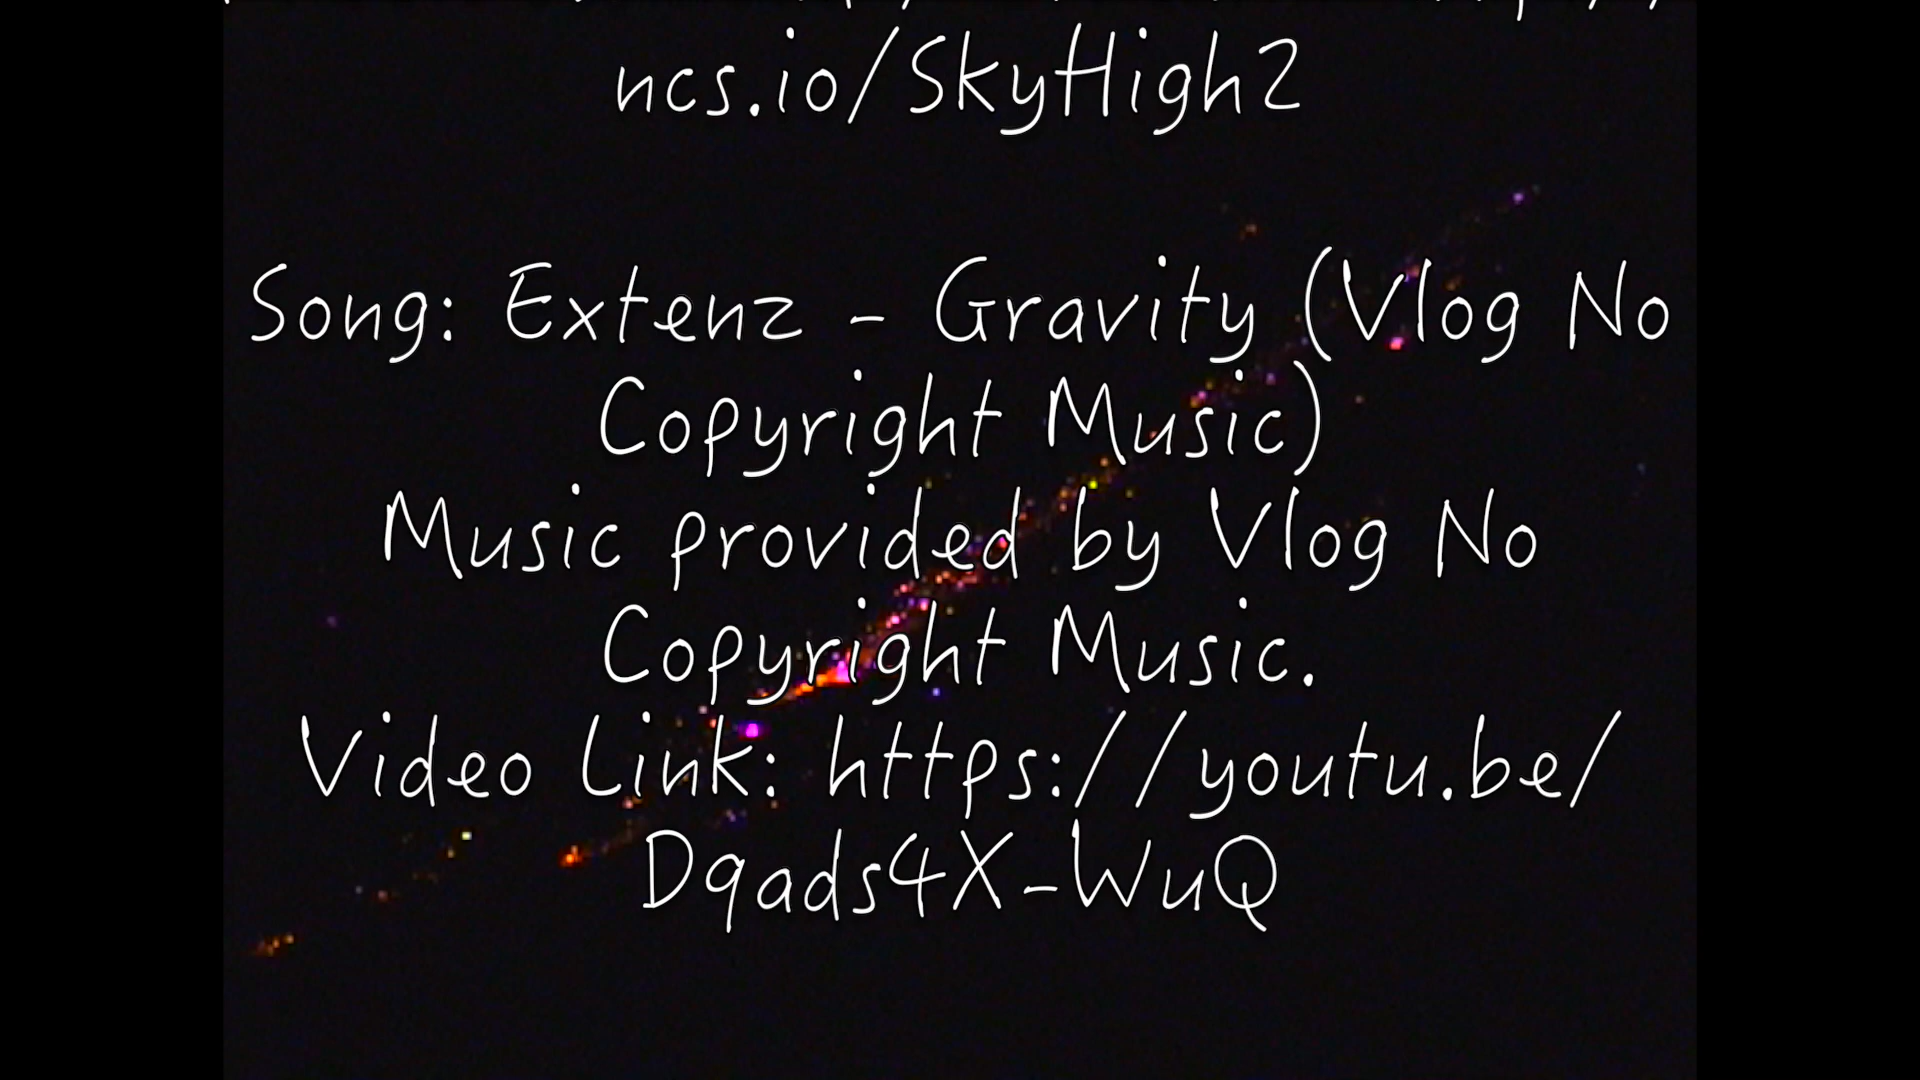 ncs.io/SkyHigh2
Song: Extenz - Gravity (Vlog No
Copyright Music)
Music provided by Vlog No
Copyright Music.
Video Link: https://youtu.be/
Dqads4X-WuQ